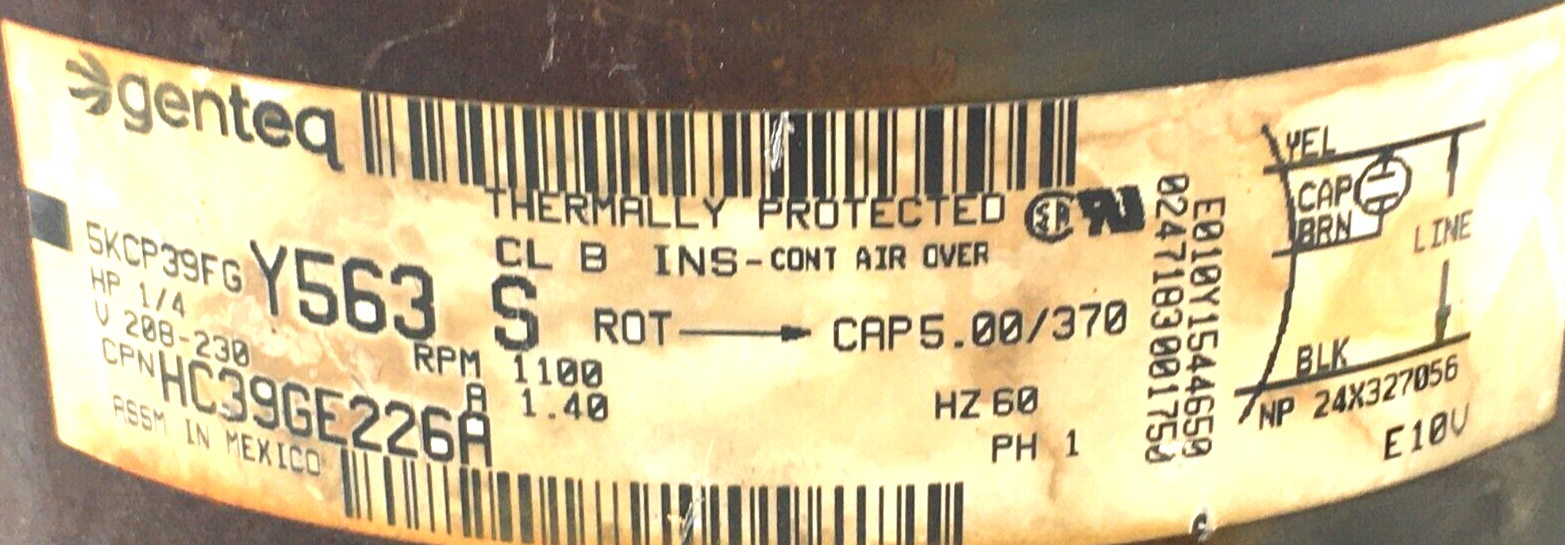 genteq
THERMALLY PROTECTED
CL B INS-CONT AIR OVER
5KCP39FG Y563 S
HP 1/4
V 208-230
ROT CAP5.00/370
RPM 1100
A 1.40
HZ 60
PH 1
CPN HC39GE226A
ASSM IN MEXICO
E010Y1544650
YEL
CAP
BRN
LINE
BLK
NP 24X327056
E10V